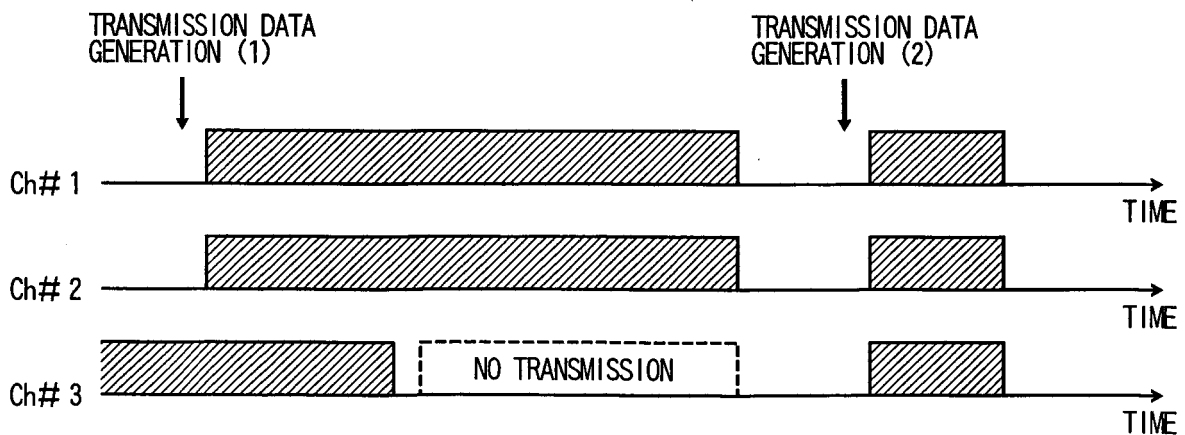 TRANSMISSION DATA
GENERATION (1)
TRANSMISSION DATA
GENERATION (2)
Ch# 1
TIME
Ch# 2
TIME
NO TRANSMISSION
Ch# 3
TIME